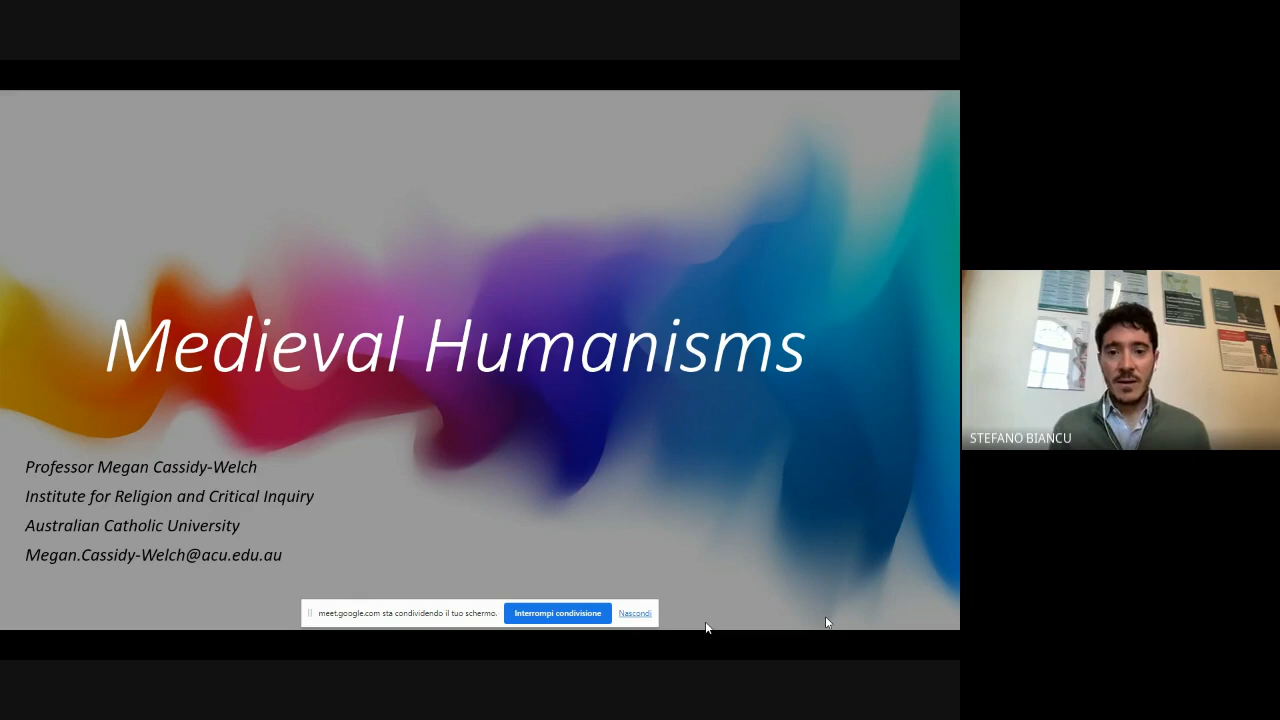 Medieval Humanisms
Professor Megan Cassidy-Welch
Institute for Religion and Critical Inquiry
Australian Catholic University
Megan.Cassidy-Welch@acu.edu.au
meet.google.com sta condividendo il tuo schermo.
Interrompi condivisione
Nascondi
STEFANO BIANCU